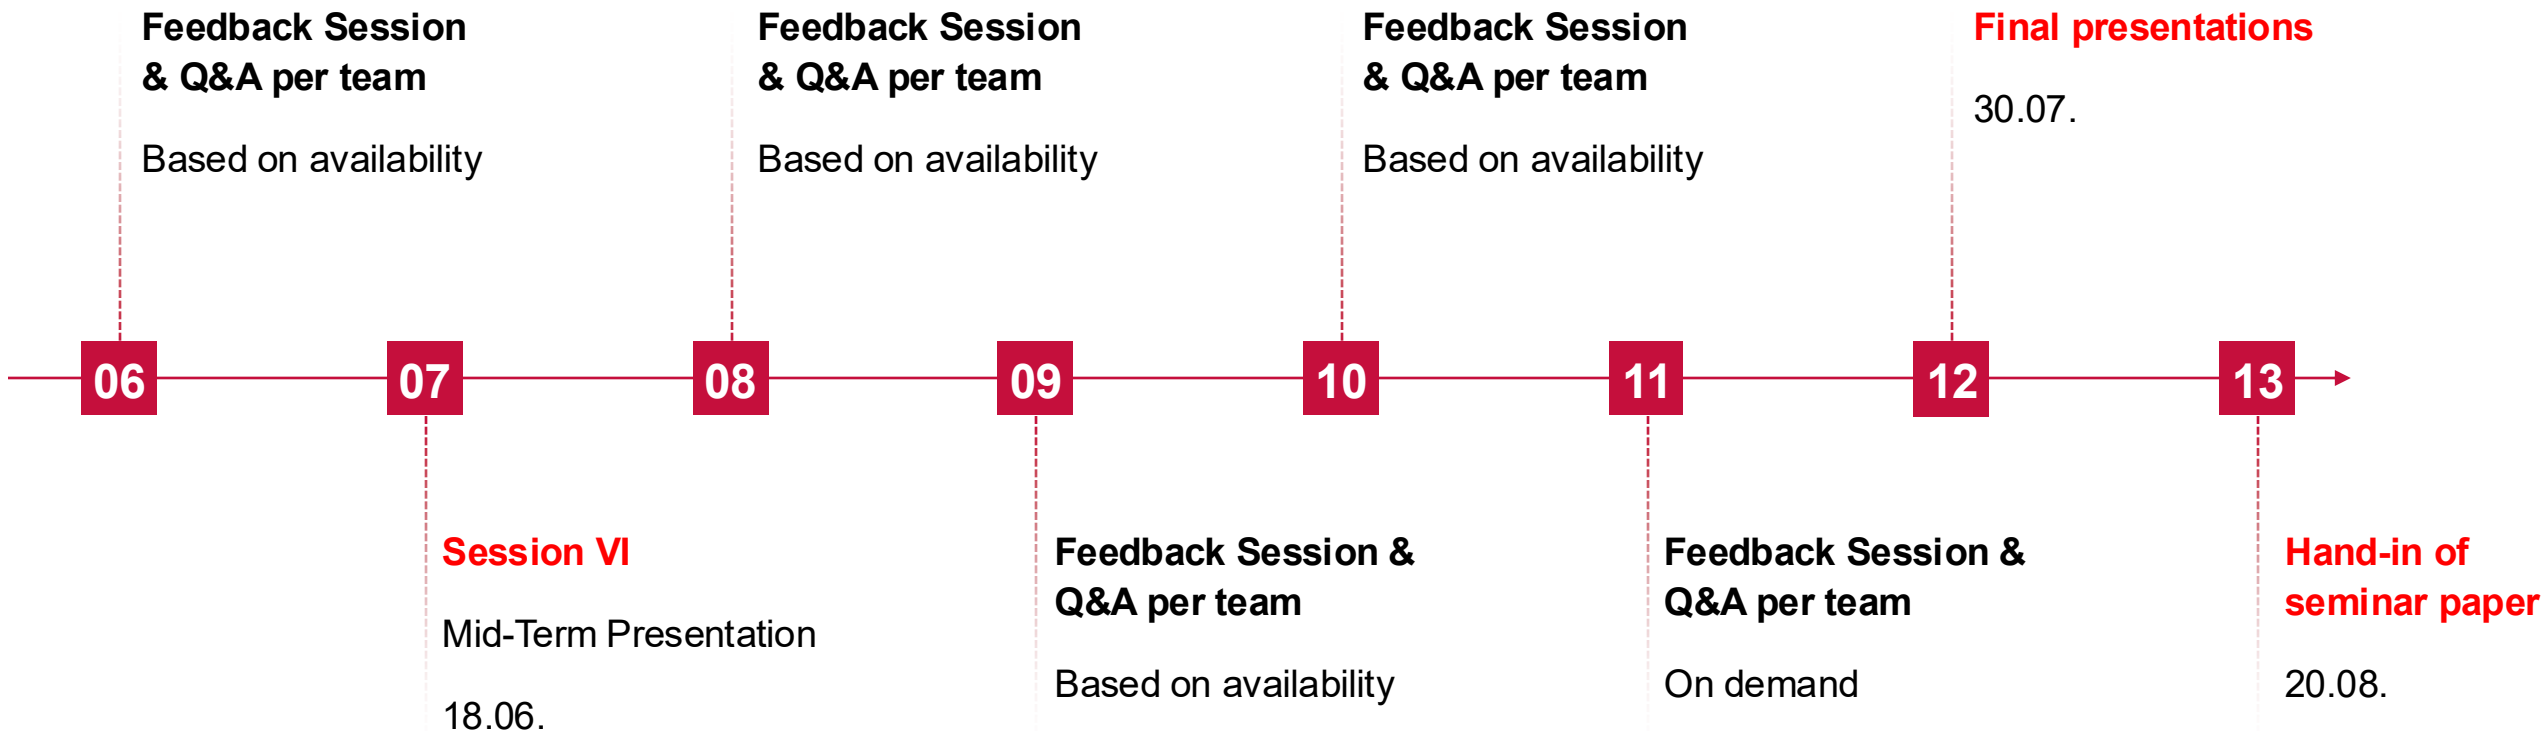 Feedback Session
& Q&A per team
Based on availability
Feedback Session
& Q&A per team
Based on availability
Feedback Session
& Q&A per team
Based on availability
Final presentations
30.07.
06
07
08
09
10
11
12
13
Session VI
Mid-Term Presentation
18.06.
Feedback Session &
Q&A per team
Based on availability
Feedback Session &
Q&A per team
On demand
Hand-in of
seminar paper
20.08.